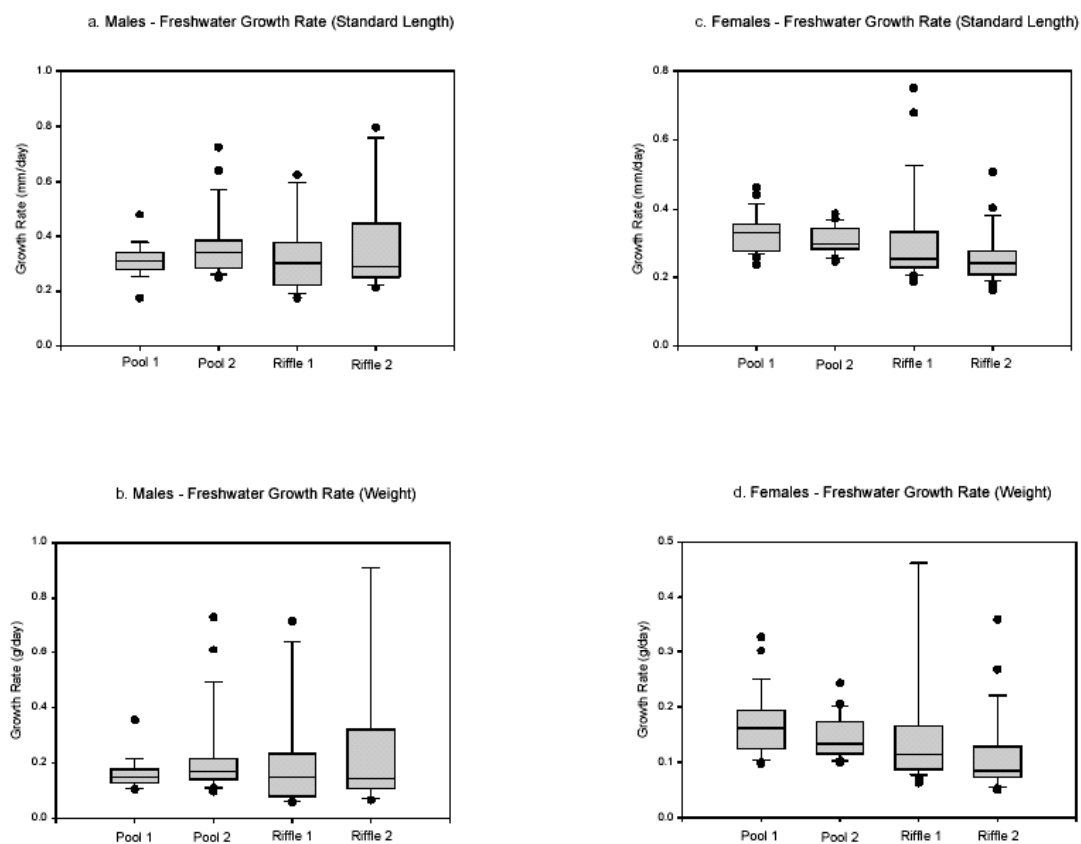 a. Males - Freshwater Growth Rate (Standard Length)
1.0
0.8
0.6
0.4
0.2
0.0
Growth Rate (mm/day)
Pool 1 Pool 2 Riffle 1 Riffle 2
c. Females - Freshwater Growth Rate (Standard Length)
0.8
0.6
0.4
0.2
0.0
Growth Rate (mm/day)
Pool 1 Pool 2 Riffle 1 Riffle 2
b. Males - Freshwater Growth Rate (Weight)
1.0
0.8
0.6
0.4
0.2
0.0
Growth Rate (g/day)
Pool 1 Pool 2 Riffle 1 Riffle 2
d. Females - Freshwater Growth Rate (Weight)
0.5
0.4
0.3
0.2
0.1
0.0
Growth Rate (g/day)
Pool 1 Pool 2 Riffle 1 Riffle 2